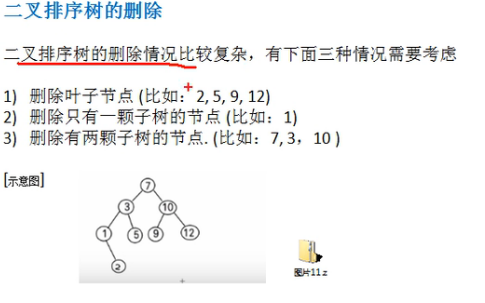 二叉排序树的删除
二叉排序树的删除情况比较复杂，有下面三种情况需要考虑
1) 删除叶子节点 (比如：2, 5, 9, 12)
2) 删除只有一颗子树的节点 (比如：1)
3) 删除有两颗子树的节点. (比如：7, 3，10 )
[示意图]
7
3 10
1 5 9 12
2
图片11.z